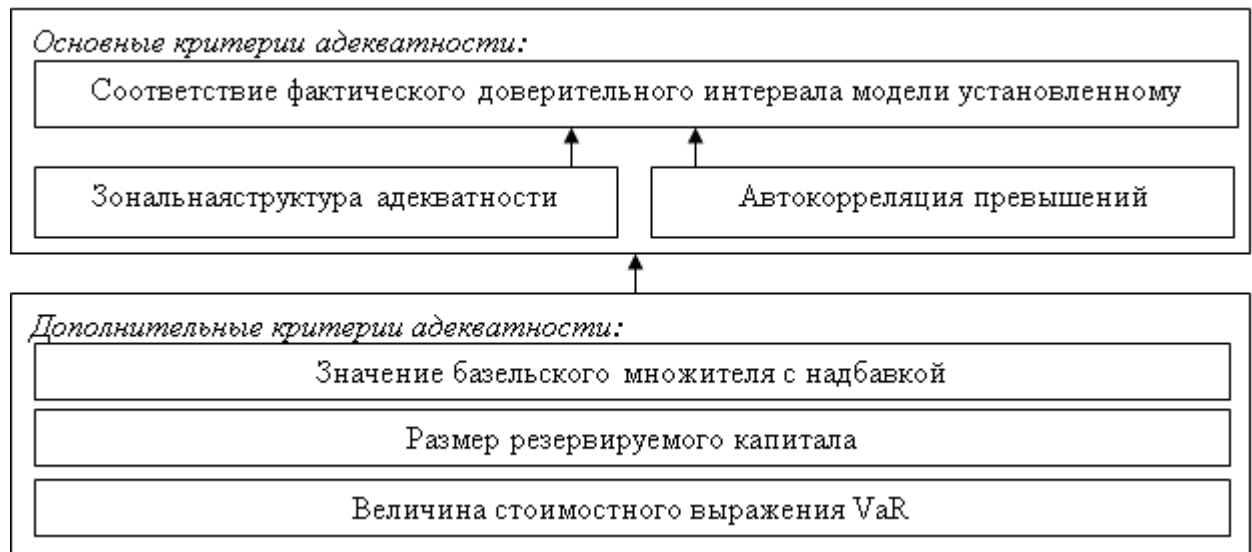 Основные критерии адекватности:
Соответствие фактического доверительного интервала модели установленному
Зональнаяструктура адекватности
Автокорреляция превышений
Дополнительные критерии адекватности:
Значение базельского множителя с надбавкой
Размер резервируемого капитала
Величина стоимостного выражения VaR